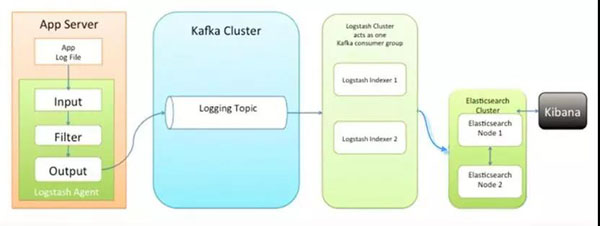 App Server
App
Log File
Input
Filter
Output
Logstash Agent
Kafka Cluster
Logging Topic
Logstash Cluster
acts as one
Kafka consumer group
Logstash Indexer 1
Logstash Indexer 2
Elasticsearch
Cluster
Elasticsearch
Node 1
Elasticsearch
Node 2
Kibana